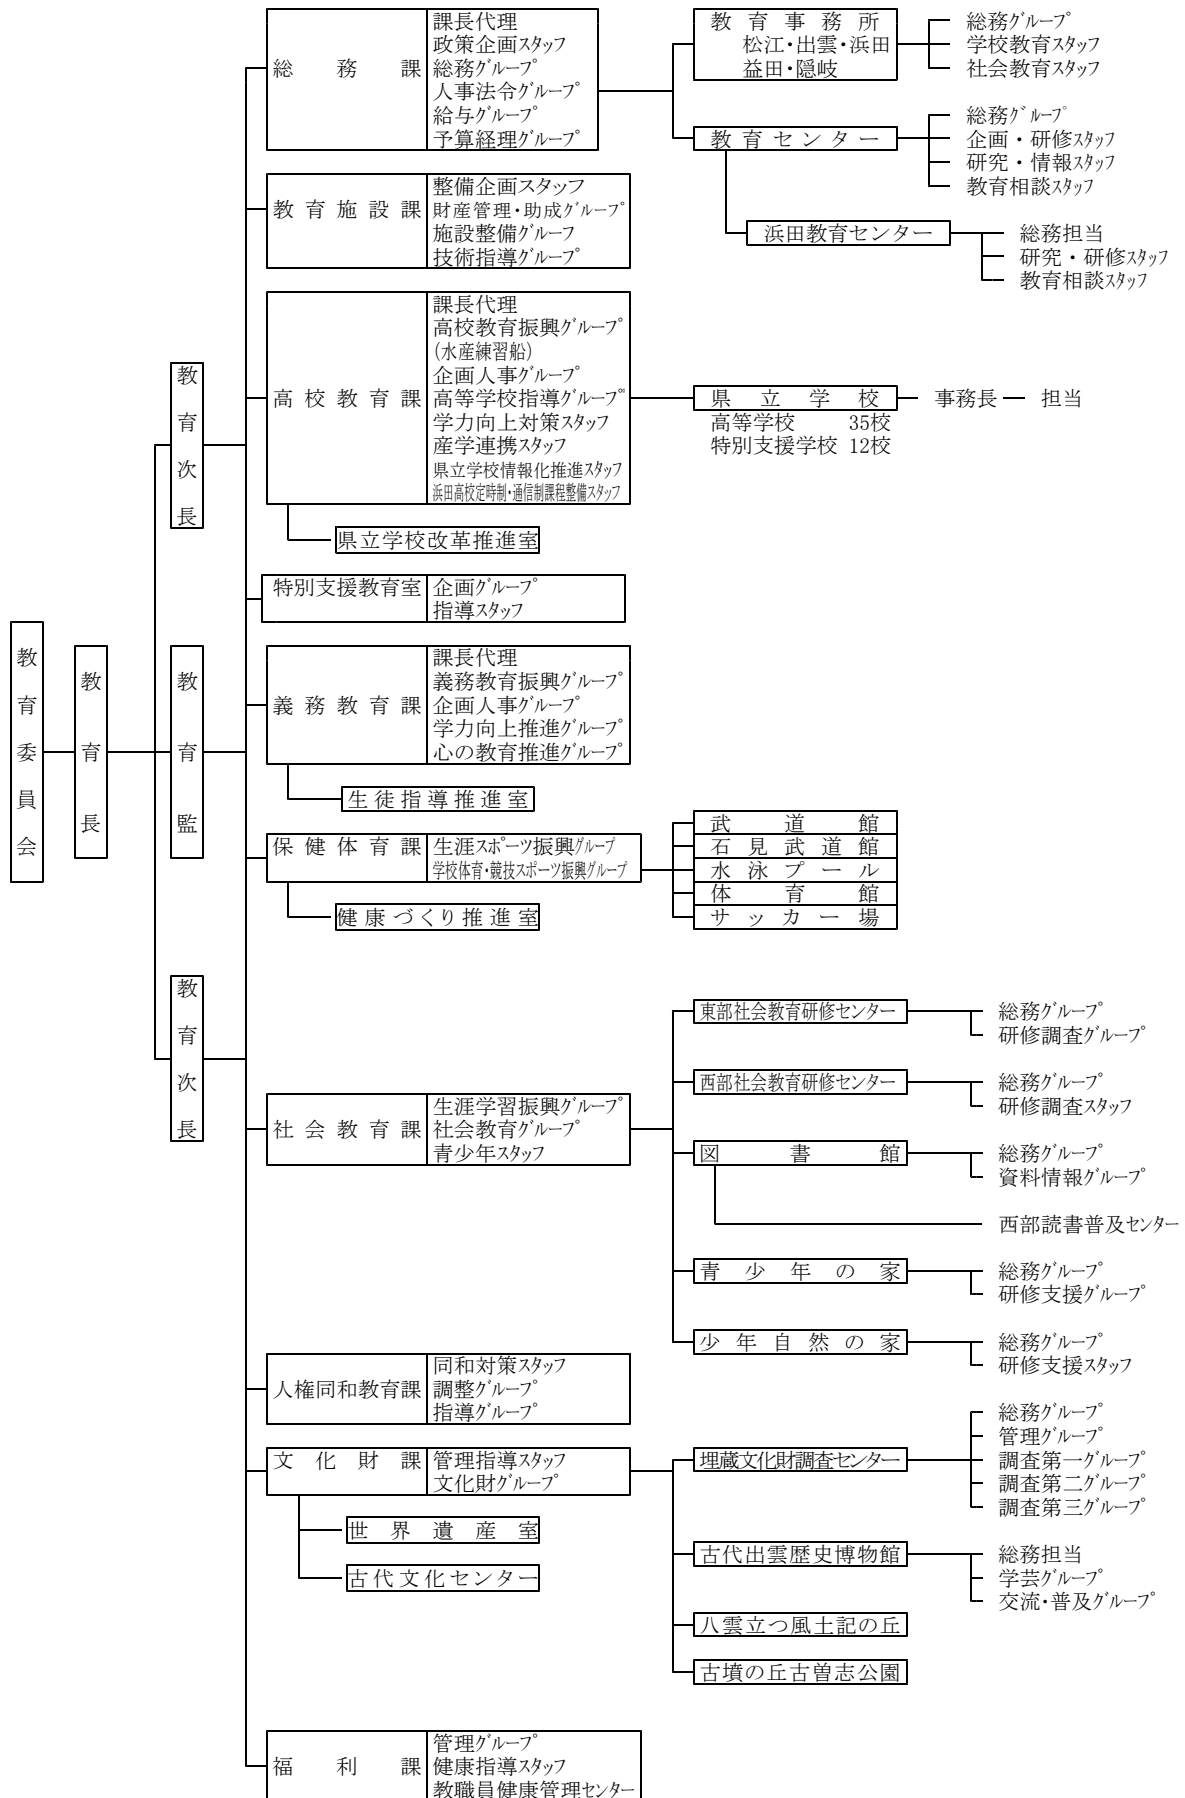 教育委員会
教育長
教育次長
教育監
教育次長
総務課
課長代理
政策企画スタッフ
総務グループ
人事法令グループ
給与グループ
予算経理グループ
教育事務所
松江・出雲・浜田
益田・隠岐
総務グループ
学校教育スタッフ
社会教育スタッフ
教育センター
総務グループ
企画・研修スタッフ
研究・情報スタッフ
教育相談スタッフ
浜田教育センター
総務担当
研究・研修スタッフ
教育相談スタッフ
教育施設課
整備企画スタッフ
財産管理・助成グループ
施設整備グループ
技術指導グループ
高校教育課
課長代理
高校教育振興グループ
(水産練習船)
企画人事グループ
高等学校指導グループ
学力向上対策スタッフ
産学連携スタッフ
県立学校情報化推進スタッフ
浜田高校定時制・通信制課程整備スタッフ
県立学校 事務長 担当
高等学校 35校
特別支援学校 12校
県立学校改革推進室
特別支援教育室
企画グループ
指導スタッフ
義務教育課
課長代理
義務教育振興グループ
企画人事グループ
学力向上推進グループ
心の教育推進グループ
生徒指導推進室
保健体育課
生涯スポーツ振興グループ
学校体育・競技スポーツ振興グループ
健康づくり推進室
武道館
石見武道館
水泳プール
体育館
サッカー場
社会教育課
生涯学習振興グループ
社会教育グループ
青少年スタッフ
東部社会教育研修センター
総務グループ
研修調査グループ
西部社会教育研修センター
総務グループ
研修調査スタッフ
図書館
総務グループ
資料情報グループ
西部読書普及センター
青少年の家
総務グループ
研修支援グループ
少年自然の家
総務グループ
研修支援スタッフ
人権同和教育課
同和対策スタッフ
調整グループ
指導グループ
文化財課
管理指導スタッフ
文化財グループ
世界遺産室
古代文化センター
埋蔵文化財調査センター
総務グループ
管理グループ
調査第一グループ
調査第二グループ
調査第三グループ
古代出雲歴史博物館
総務担当
学芸グループ
交流・普及グループ
八雲立つ風土記の丘
古墳の丘古曽志公園
福利課
管理グループ
健康指導スタッフ
教職員健康管理センター